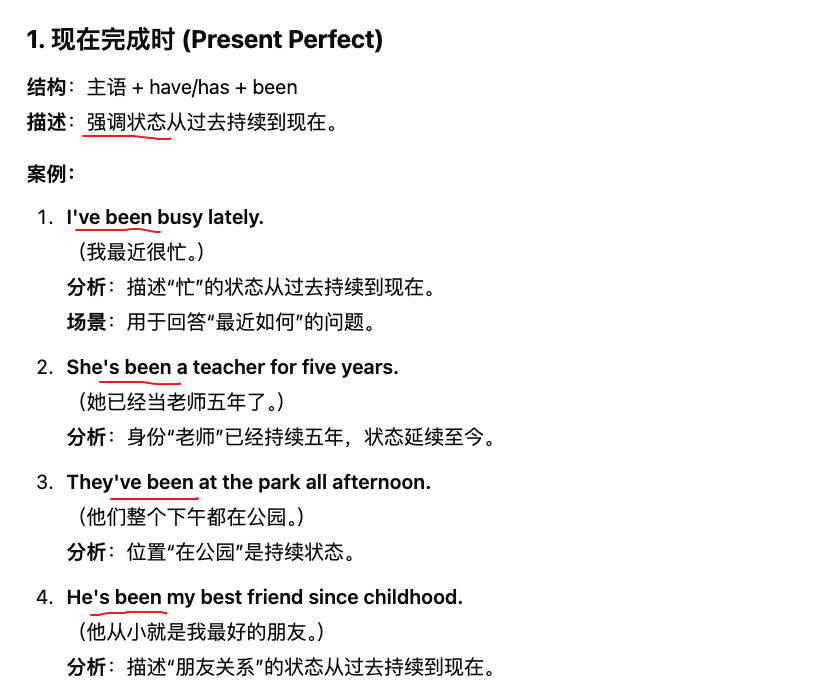 1. 现在完成时 (Present Perfect)
结构：主语 + have/has + been
描述：强调状态从过去持续到现在。
案例：
1. I've been busy lately.
（我最近很忙。）
分析：描述“忙”的状态从过去持续到现在。
场景：用于回答“最近如何”的问题。
2. She's been a teacher for five years.
（她已经当老师五年了。）
分析：身份“老师”已经持续五年，状态延续至今。
3. They've been at the park all afternoon.
（他们整个下午都在公园。）
分析：位置“在公园”是持续状态。
4. He's been my best friend since childhood.
（他从小就是我最好的朋友。）
分析：描述“朋友关系”的状态从过去持续到现在。